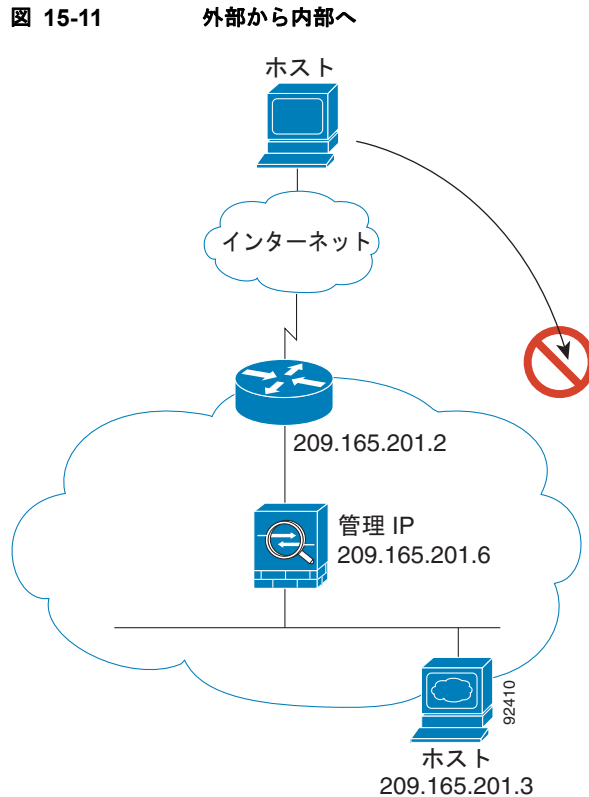 図 15-11 外部から内部へ
ホスト
インターネット
209.165.201.2
管理 IP
209.165.201.6
92410
ホスト
209.165.201.3